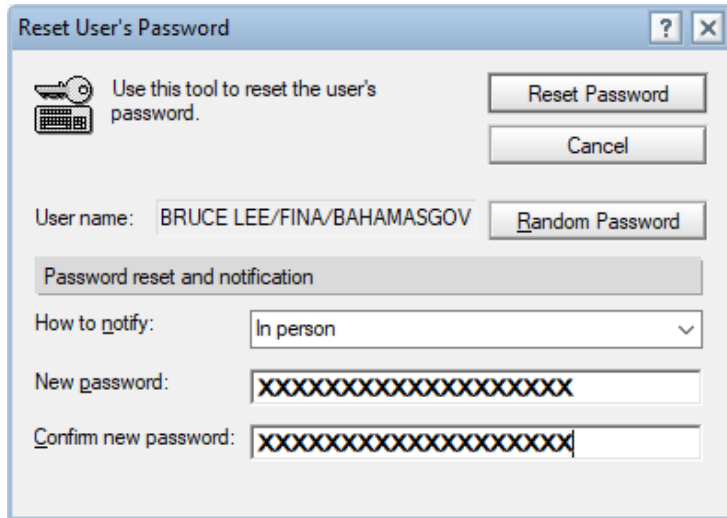 Reset User's Password
Use this tool to reset the user's
password.
Reset Password
Cancel
User name: BRUCE LEE/FINA/BAHAMASGOV
Random Password
Password reset and notification
How to notify: In person
New password: XXXXXXXXXXXXXXXXXXX
Confirm new password: XXXXXXXXXXXXXXXXXXX